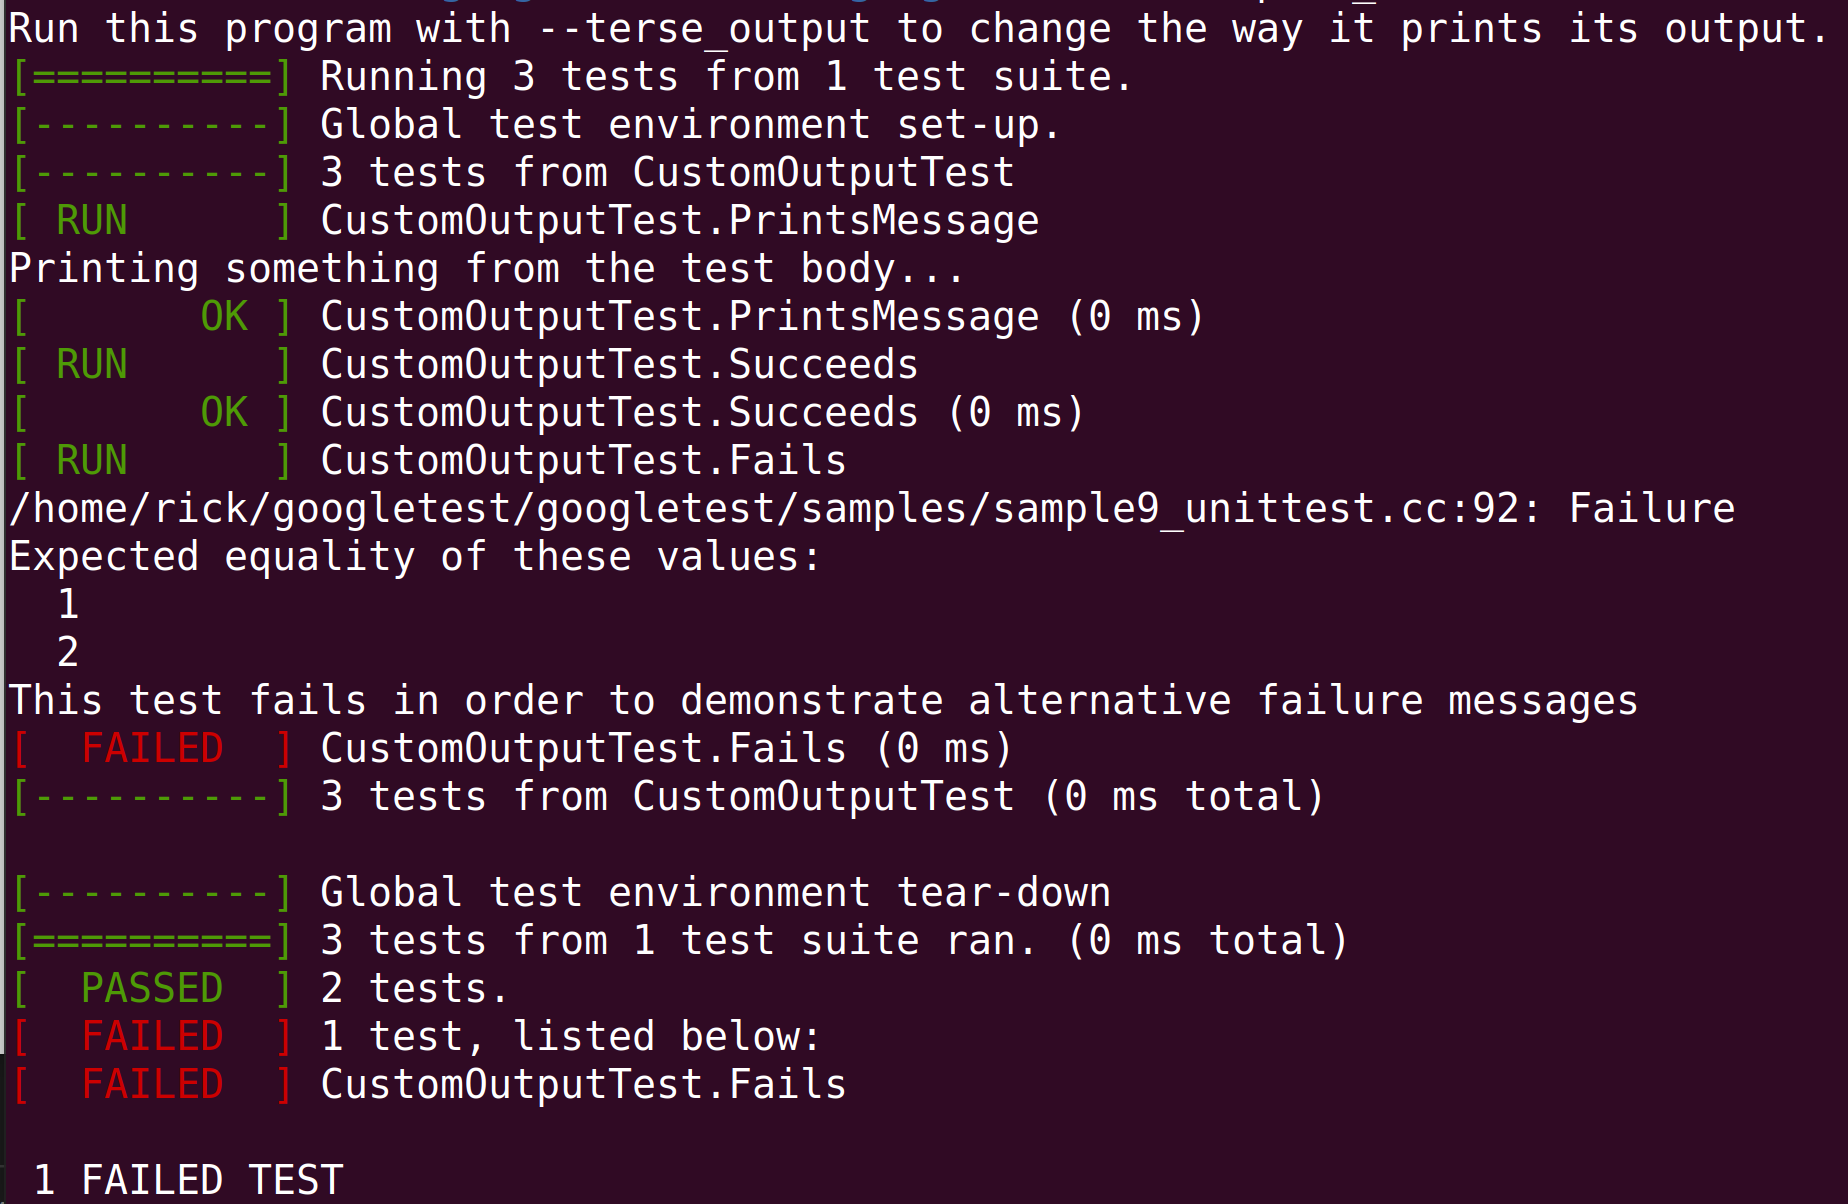 Run this program with --terse_output to change the way it prints its output.
[==========] Running 3 tests from 1 test suite.
[----------] Global test environment set-up.
[----------] 3 tests from CustomOutputTest
[ RUN      ] CustomOutputTest.PrintsMessage
Printing something from the test body...
[       OK ] CustomOutputTest.PrintsMessage (0 ms)
[ RUN      ] CustomOutputTest.Succeeds
[       OK ] CustomOutputTest.Succeeds (0 ms)
[ RUN      ] CustomOutputTest.Fails
/home/rick/googletest/googletest/samples/sample9_unittest.cc:92: Failure
Expected equality of these values:
  1
  2
This test fails in order to demonstrate alternative failure messages
[  FAILED  ] CustomOutputTest.Fails (0 ms)
[----------] 3 tests from CustomOutputTest (0 ms total)

[----------] Global test environment tear-down
[==========] 3 tests from 1 test suite ran. (0 ms total)
[  PASSED  ] 2 tests.
[  FAILED  ] 1 test, listed below:
[  FAILED  ] CustomOutputTest.Fails

 1 FAILED TEST